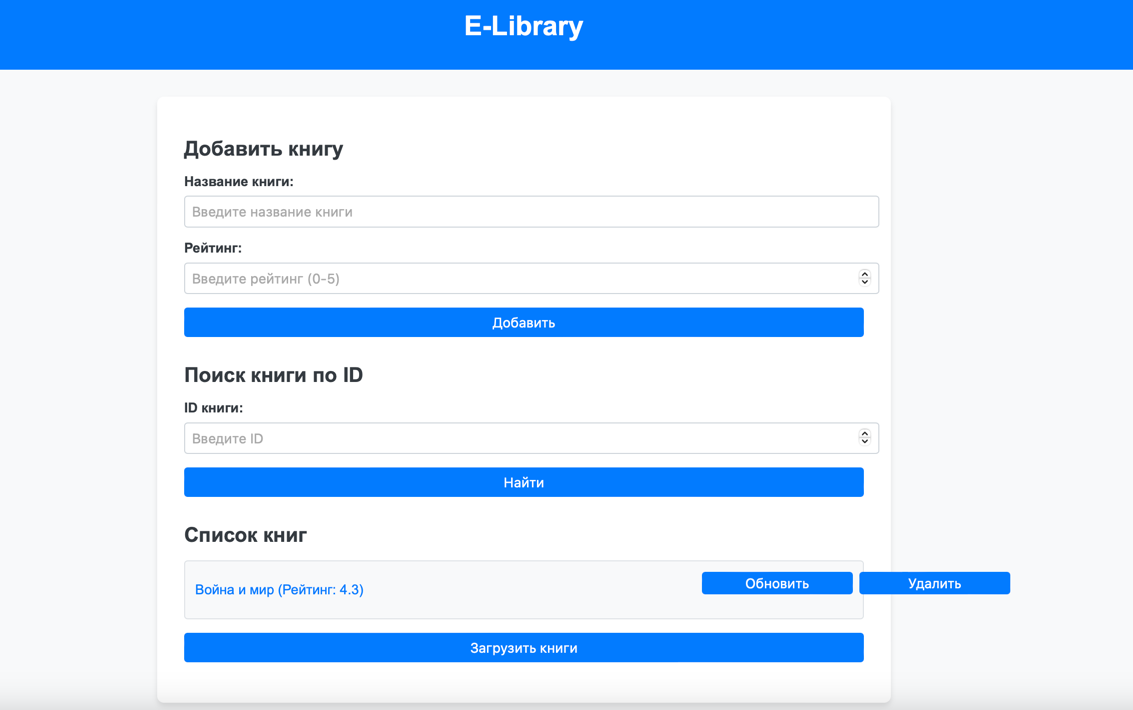 E-Library
Добавить книгу
Название книги:
Введите название книги
Рейтинг:
Введите рейтинг (0-5)
Добавить
Поиск книги по ID
ID книги:
Введите ID
Найти
Список книг
Война и мир (Рейтинг: 4.3) Обновить Удалить
Загрузить книги